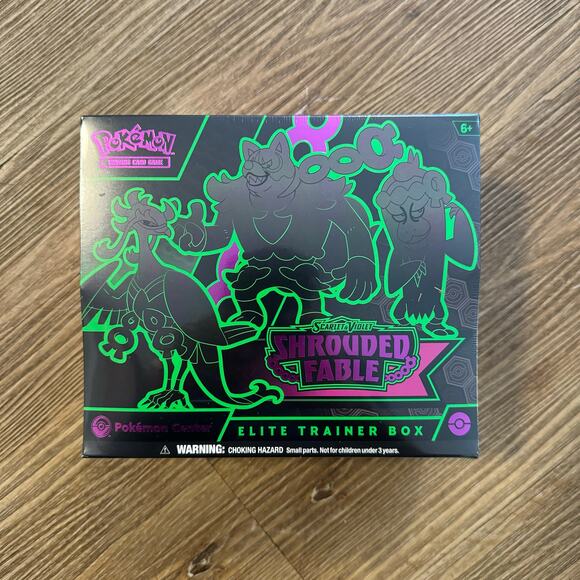 POKéMON
TRADING CARD GAME
6+
SCARLET & VIOLET
SHROUDED
FABLE
Pokémon Center
ELITE TRAINER BOX
WARNING: CHOKING HAZARD Small parts. Not for children under 3 years.